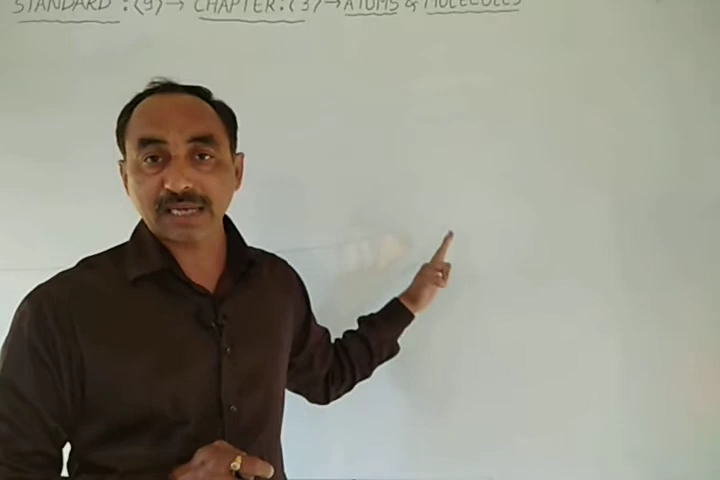 STANDARD :(9)→ CHAPTER:(3)→ATOMS & MOLECULES